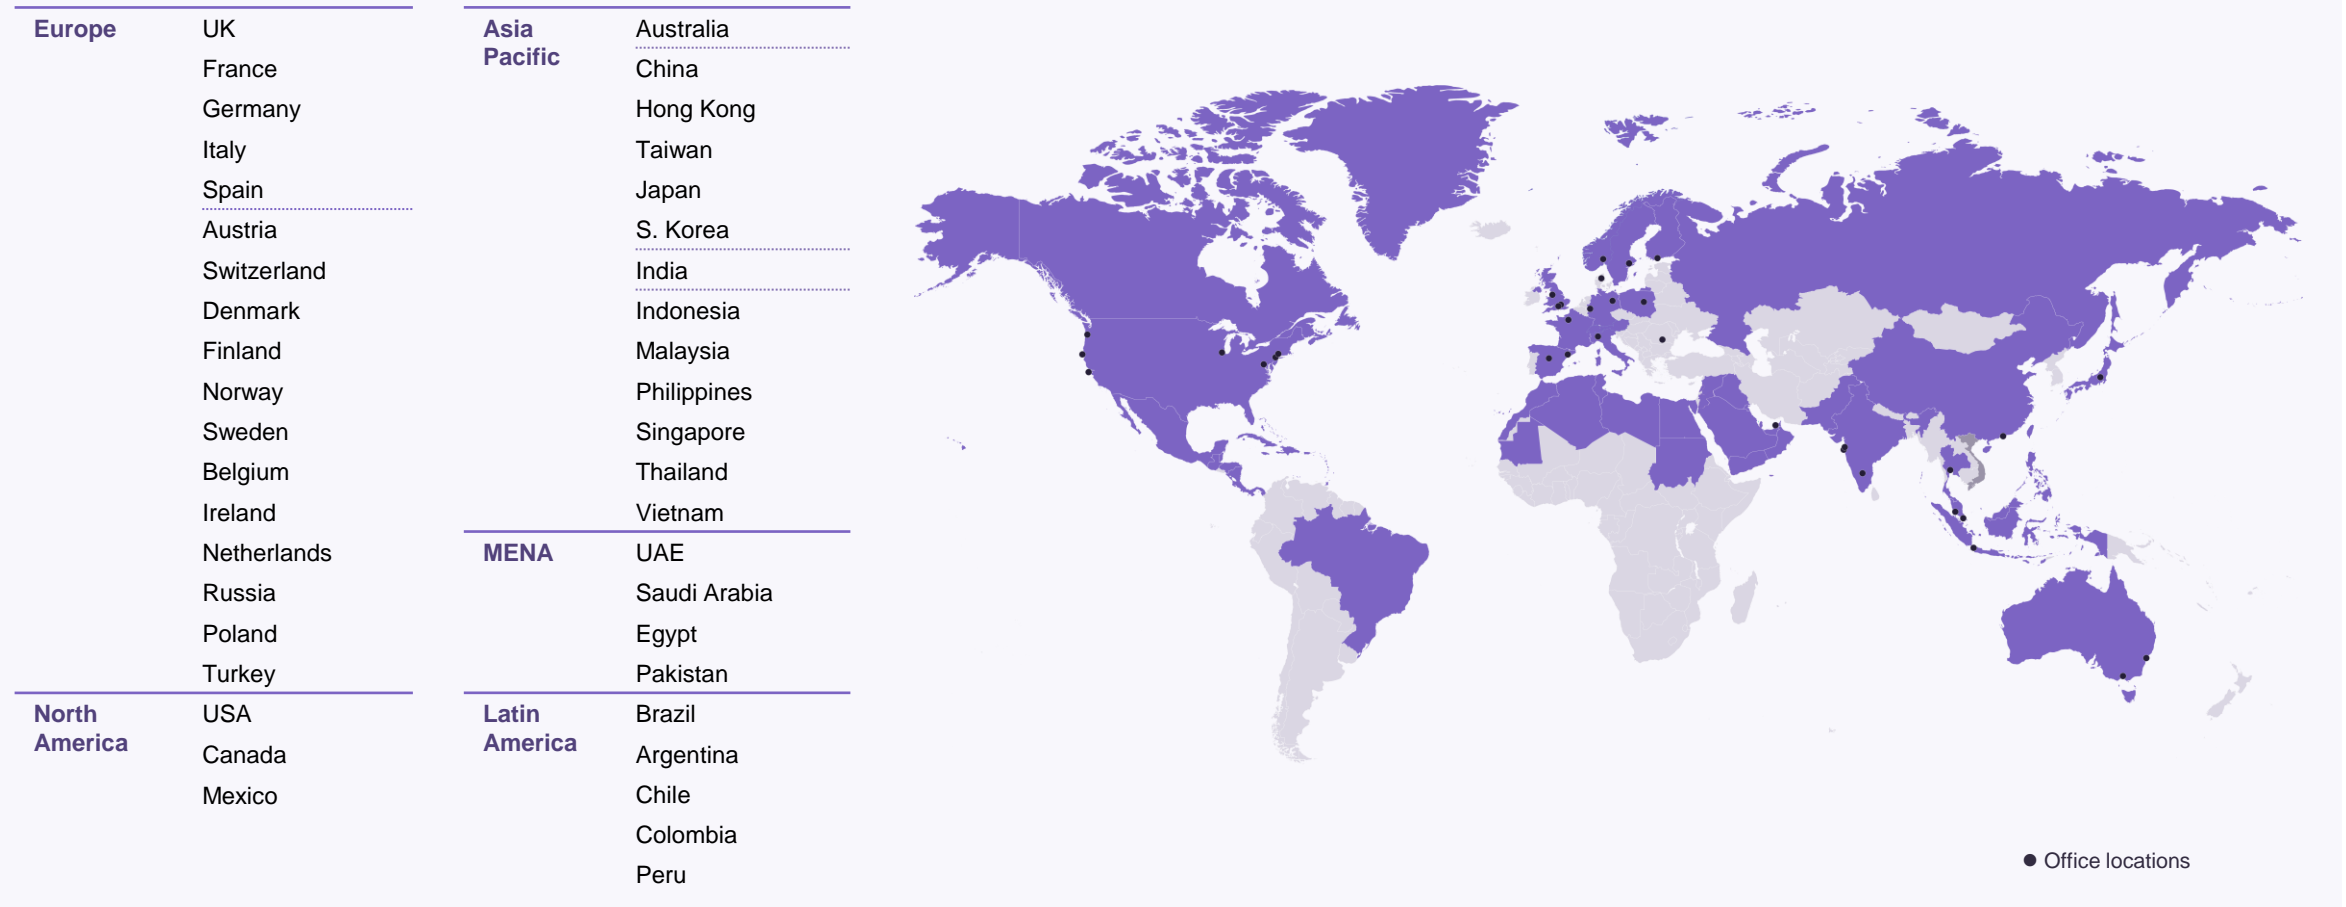 Europe
UK
France
Germany
Italy
Spain
Austria
Switzerland
Denmark
Finland
Norway
Sweden
Belgium
Ireland
Netherlands
Russia
Poland
Turkey
North
America
USA
Canada
Mexico
Asia
Pacific
Australia
China
Hong Kong
Taiwan
Japan
S. Korea
India
Indonesia
Malaysia
Philippines
Singapore
Thailand
Vietnam
MENA
UAE
Saudi Arabia
Egypt
Pakistan
Latin
America
Brazil
Argentina
Chile
Colombia
Peru
Office locations